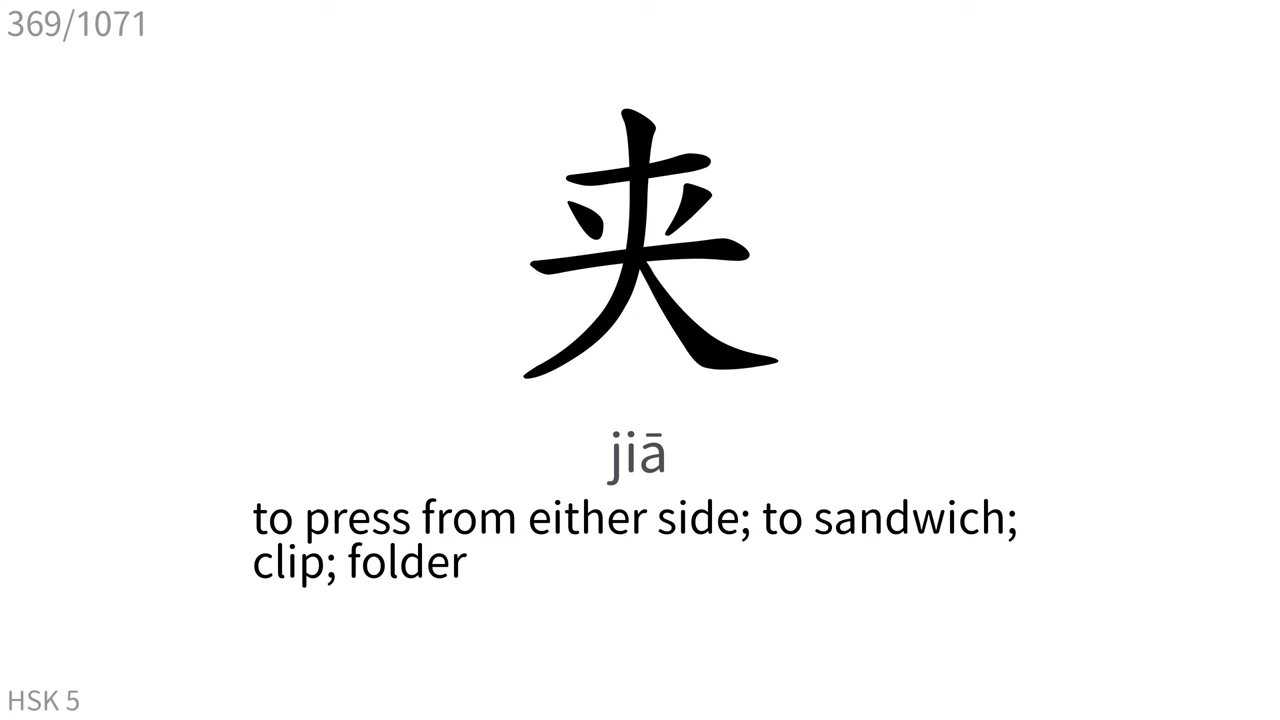 369/1071
夹
jiā
to press from either side; to sandwich;
clip; folder
HSK 5